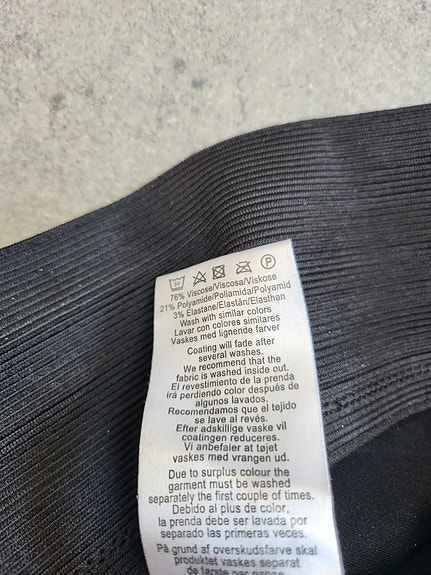 30 P
76% Viscose/Viscosa/Viskose
21% Polyamide/Poliamida/Polyamid
3% Elastane/Elastán/Elasthan
Wash with similar colors
Lavar con colores similares
Vaskes med lignende farver
Coating will fade after
several washes.
We recommend that the
fabric is washed inside out.
El revestimiento de la prenda
irá perdiendo color después de
algunos lavados.
Recomendamos que el tejido
se lave al revés.
Efter adskillige vaske vil
coatingen reduceres.
Vi anbefaler at tøjet
vaskes med vrangen ud.
Due to surplus colour the
garment must be washed
separately the first couple of times.
Debido al plus de color,
la prenda debe ser lavada por
separado las primeras veces.
På grund af overskudsfarve skal
produktet vaskes separat
de første par gange